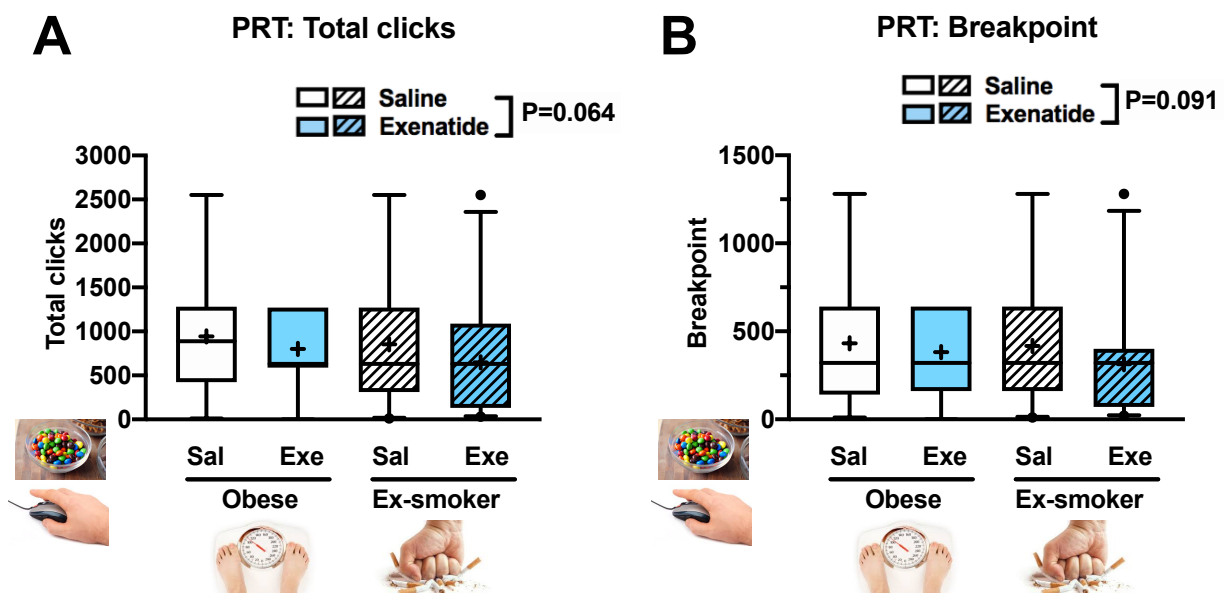 A
PRT: Total clicks
Saline
Exenatide
P=0.064
Total clicks
3000
2500
2000
1500
1000
500
0
Sal
Exe
Sal
Exe
Obese
Ex-smoker
B
PRT: Breakpoint
Saline
Exenatide
P=0.091
Breakpoint
1500
1000
500
0
Sal
Exe
Sal
Exe
Obese
Ex-smoker